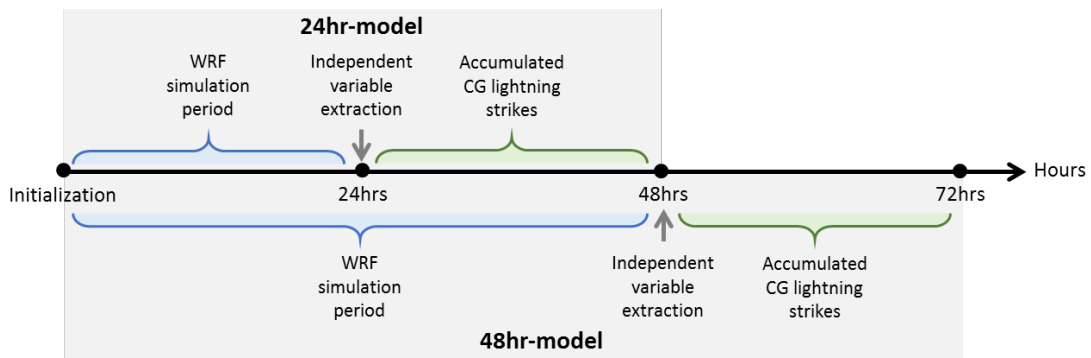 24hr-model
WRF
simulation
period
Independent
variable
extraction
Accumulated
CG lightning
strikes
Hours
Initialization
24hrs
48hrs
72hrs
WRF
simulation
period
Independent
variable
extraction
Accumulated
CG lightning
strikes
48hr-model